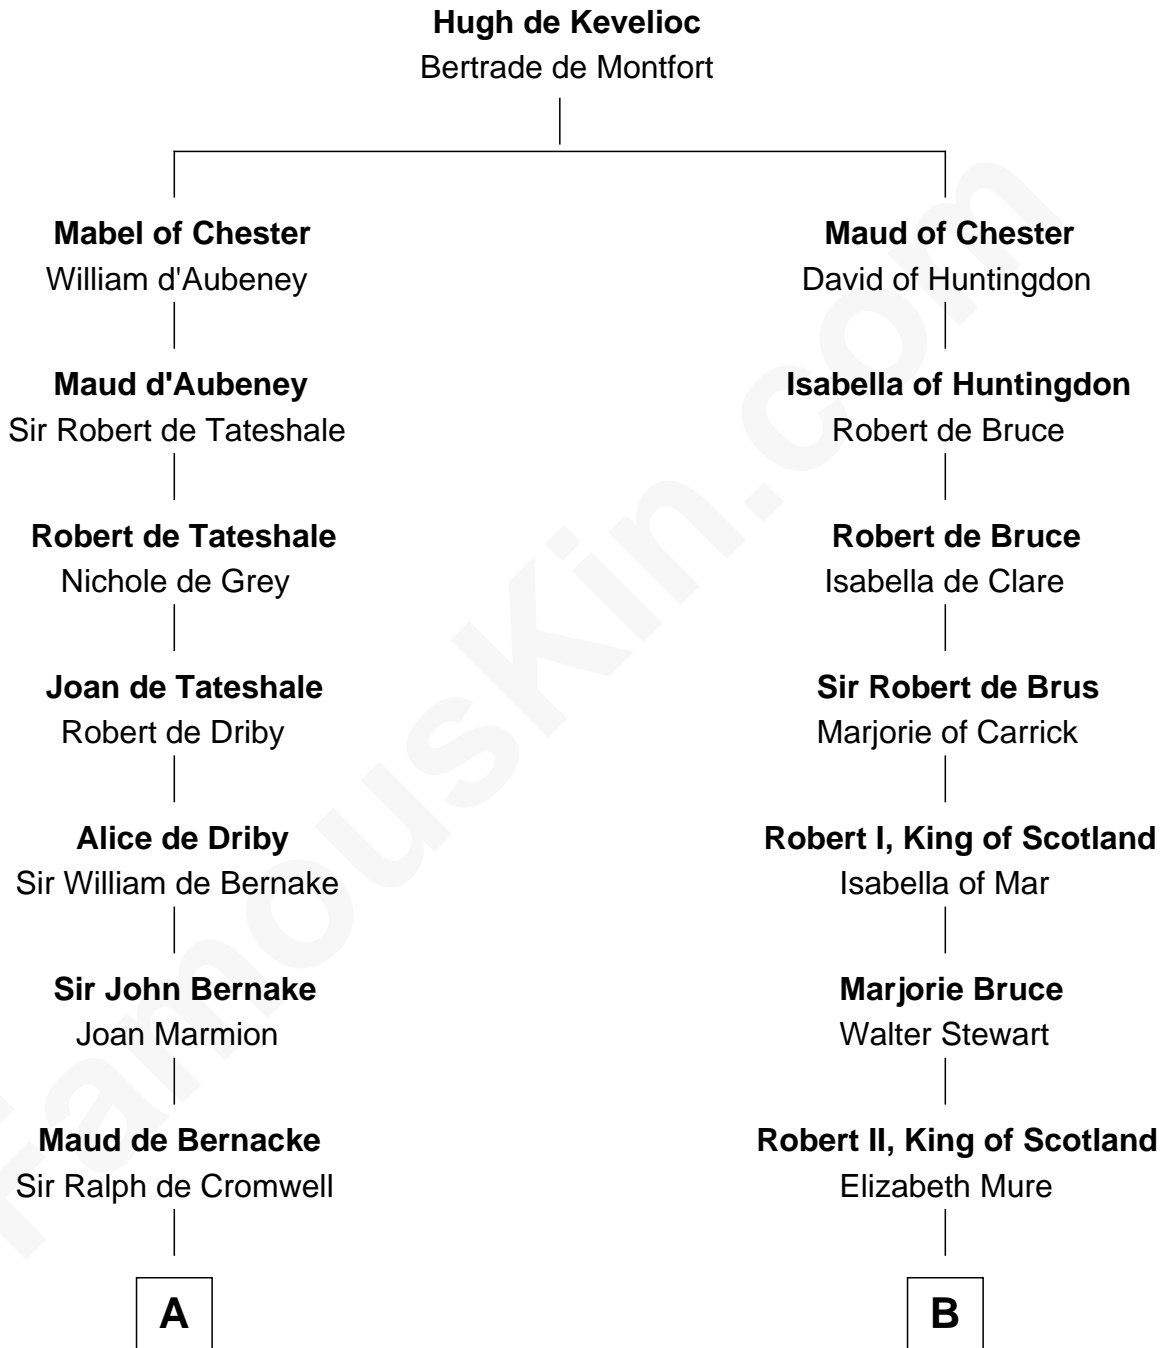 Hugh de Kevelioc
Bertrade de Montfort
Mabel of Chester
William d'Aubeney
Maud of Chester
David of Huntingdon
Maud d'Aubeney
Sir Robert de Tateshale
Isabella of Huntingdon
Robert de Bruce
Robert de Tateshale
Nichole de Grey
Robert de Bruce
Isabella de Clare
Joan de Tateshale
Robert de Driby
Sir Robert de Brus
Marjorie of Carrick
Alice de Driby
Sir William de Bernake
Robert I, King of Scotland
Isabella of Mar
Sir John Bernake
Joan Marmion
Marjorie Bruce
Walter Stewart
Maud de Bernacke
Sir Ralph de Cromwell
Robert II, King of Scotland
Elizabeth Mure
A
B
FamousKin.com